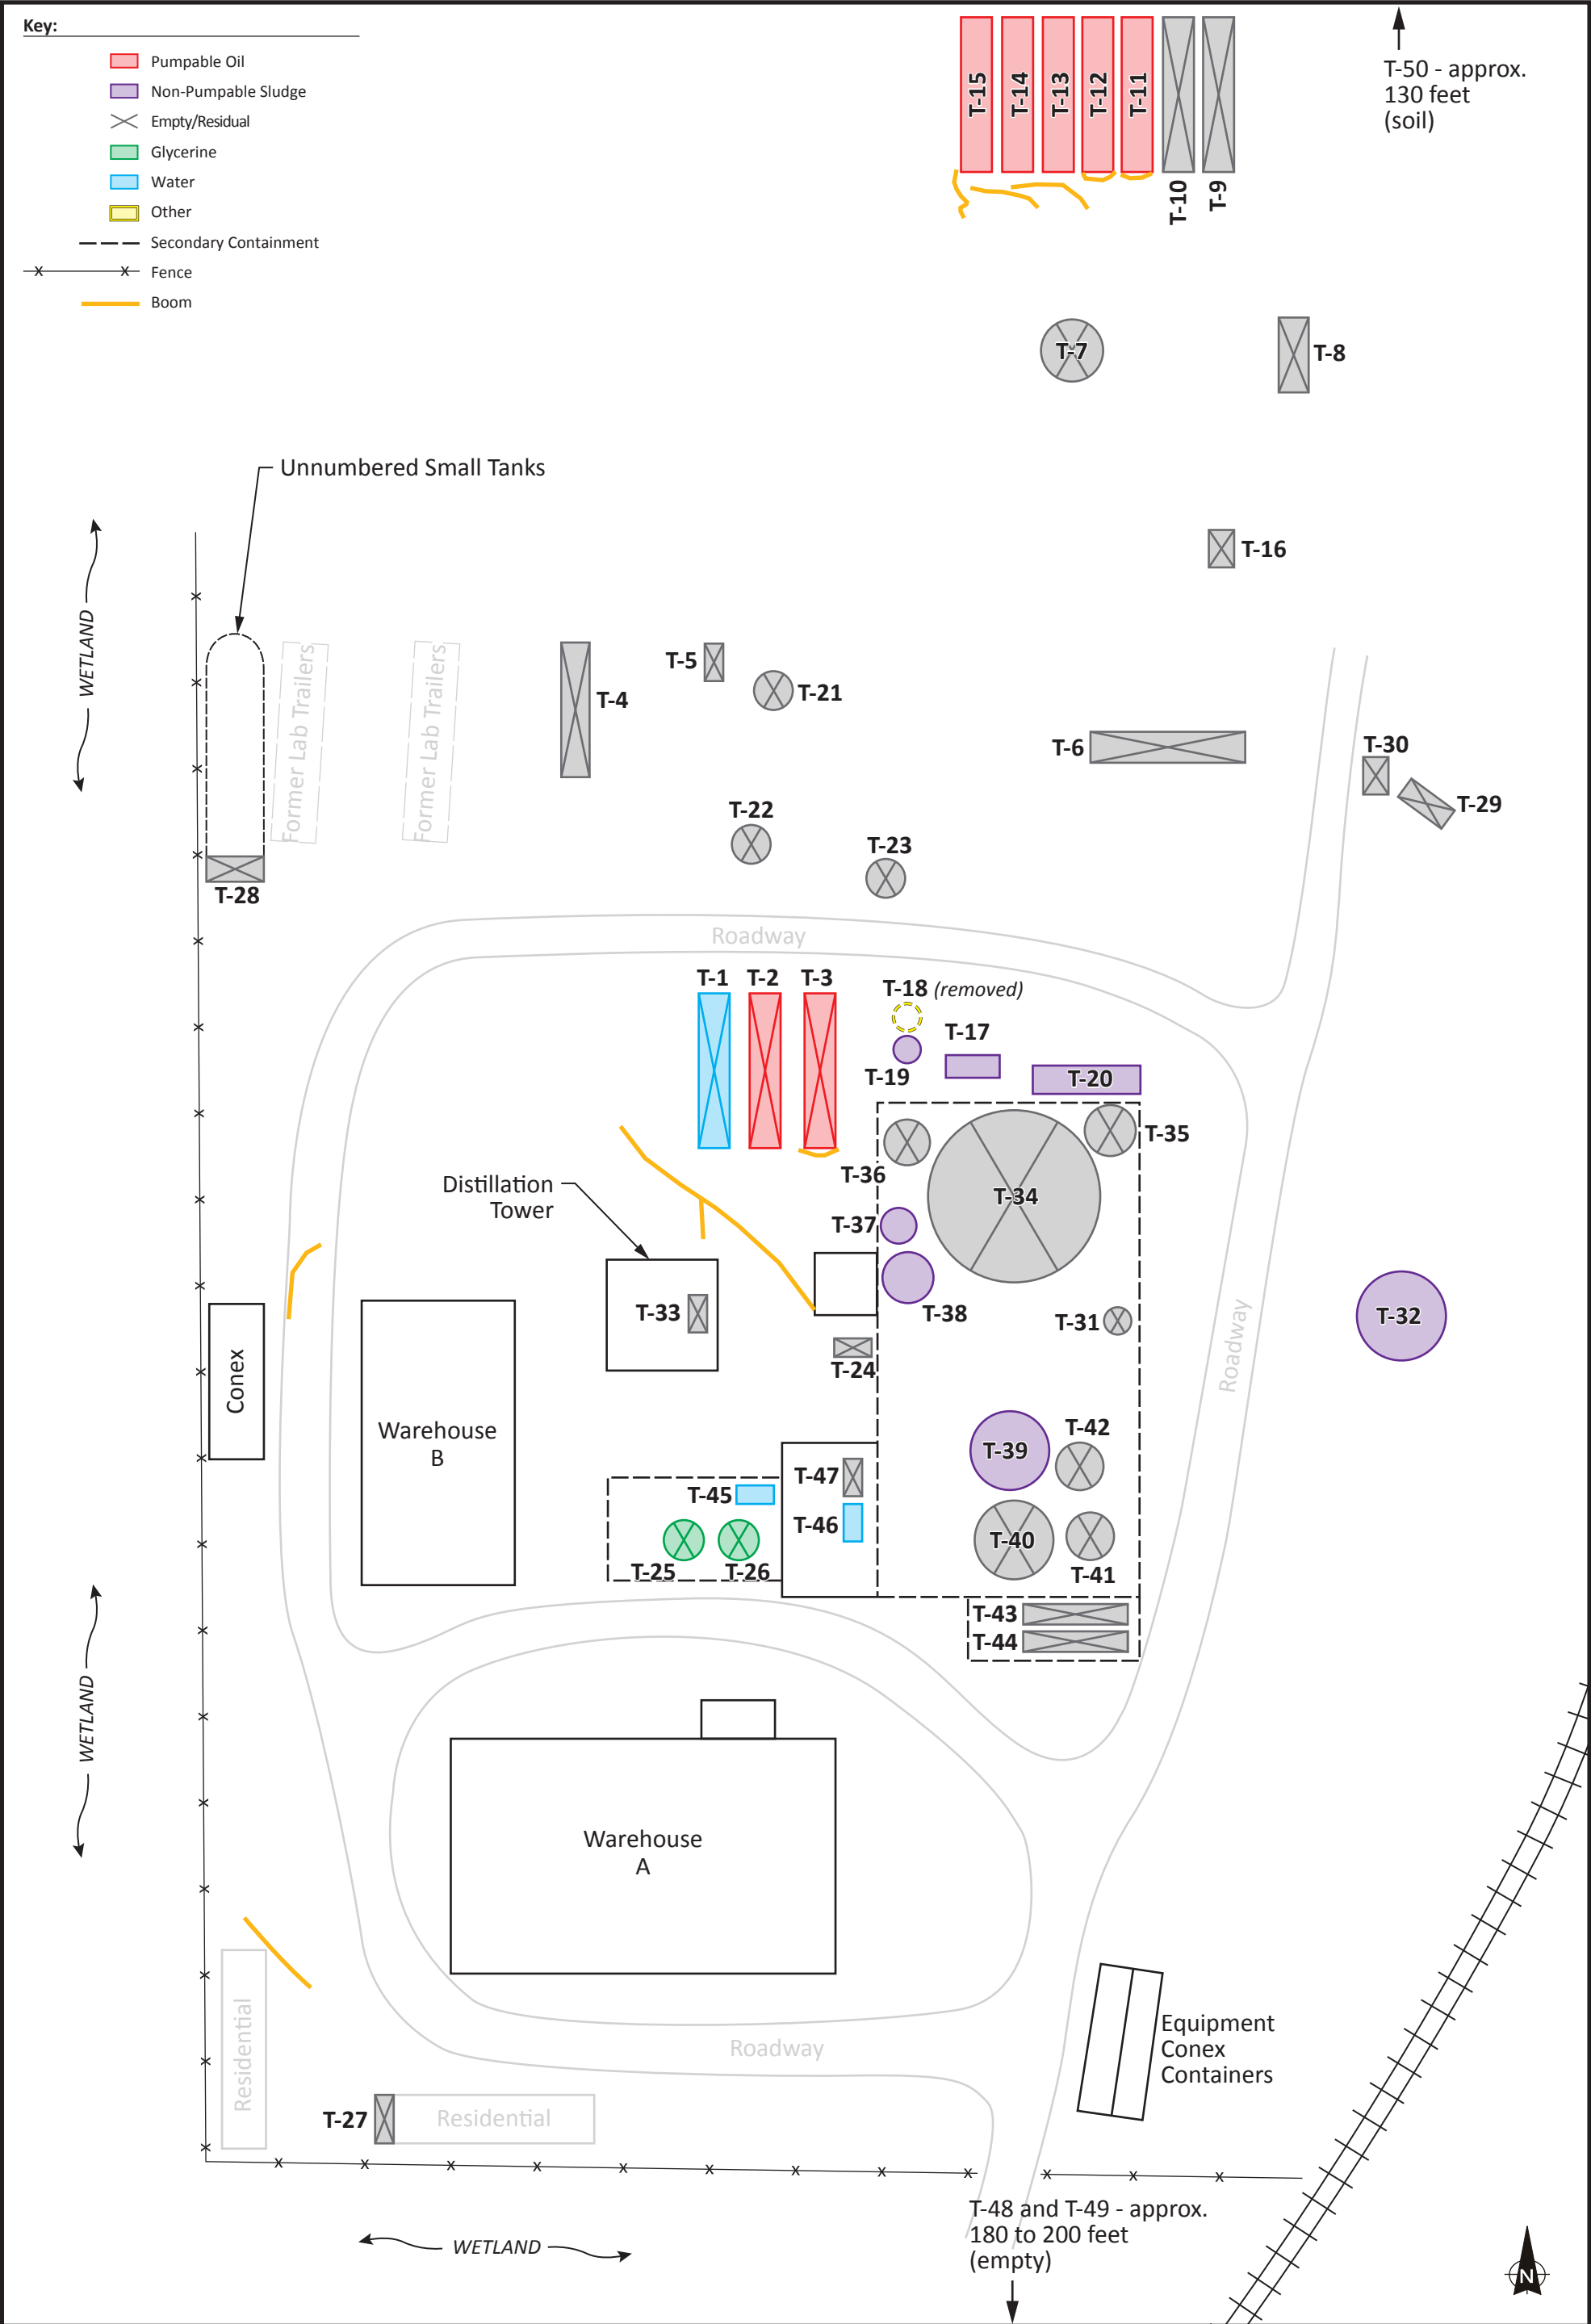 Key:
Pumpable Oil
Non-Pumpable Sludge
Empty/Residual
Glycerine
Water
Other
Secondary Containment
x x Fence
Boom
T-15
T-14
T-13
T-12
T-11
T-10
T-9
T-50 - approx.
130 feet
(soil)
T-7
T-8
Unnumbered Small Tanks
T-16
WETLAND
Former Lab Trailers
Former Lab Trailers
T-4
T-5
T-21
T-6
T-30
T-29
T-22
T-23
T-28
Roadway
T-1
T-2
T-3
T-18 (removed)
T-17
T-19
T-20
T-35
T-36
T-34
Distillation
Tower
T-37
T-38
T-33
T-31
T-32
T-24
Roadway
Conex
Warehouse
B
T-39
T-42
T-47
T-45
T-46
T-40
T-25
T-26
T-41
T-43
T-44
WETLAND
Warehouse
A
Residential
Equipment
Conex
Containers
Roadway
T-27
Residential
T-48 and T-49 - approx.
180 to 200 feet
(empty)
WETLAND
N